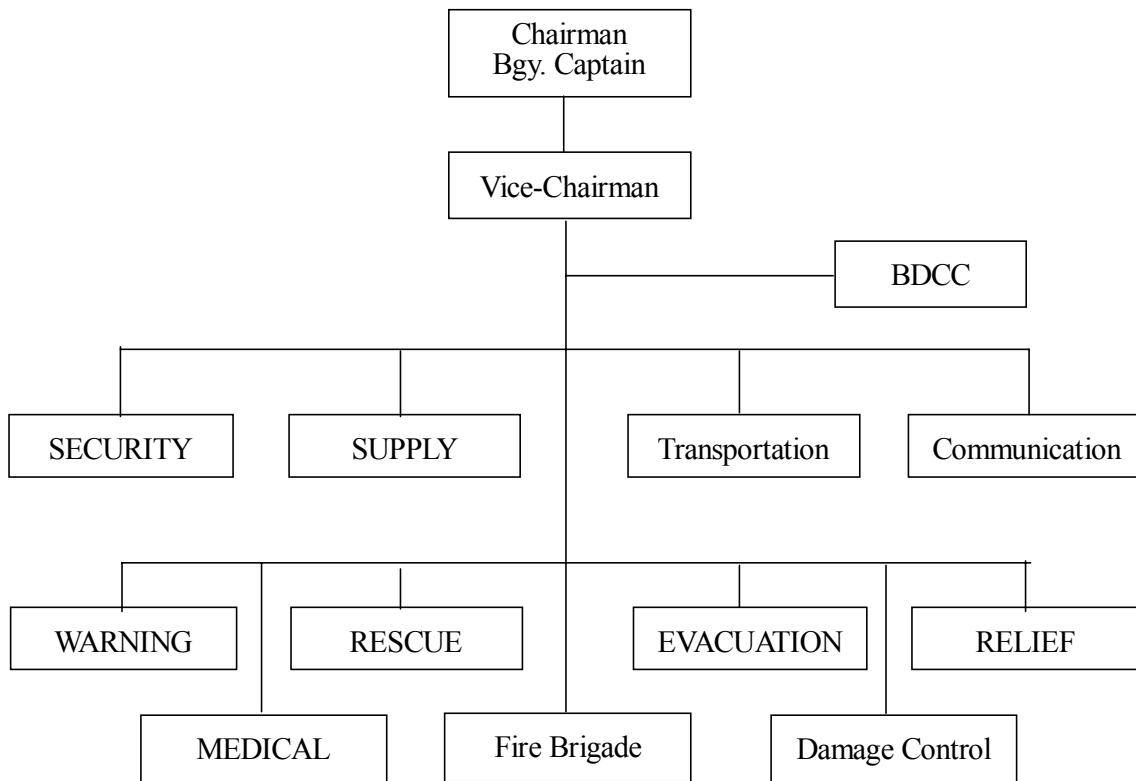 Chairman
Bgy. Captain
Vice-Chairman
BDCC
SECURITY
SUPPLY
Transportation
Communication
WARNING
RESCUE
EVACUATION
RELIEF
MEDICAL
Fire Brigade
Damage Control